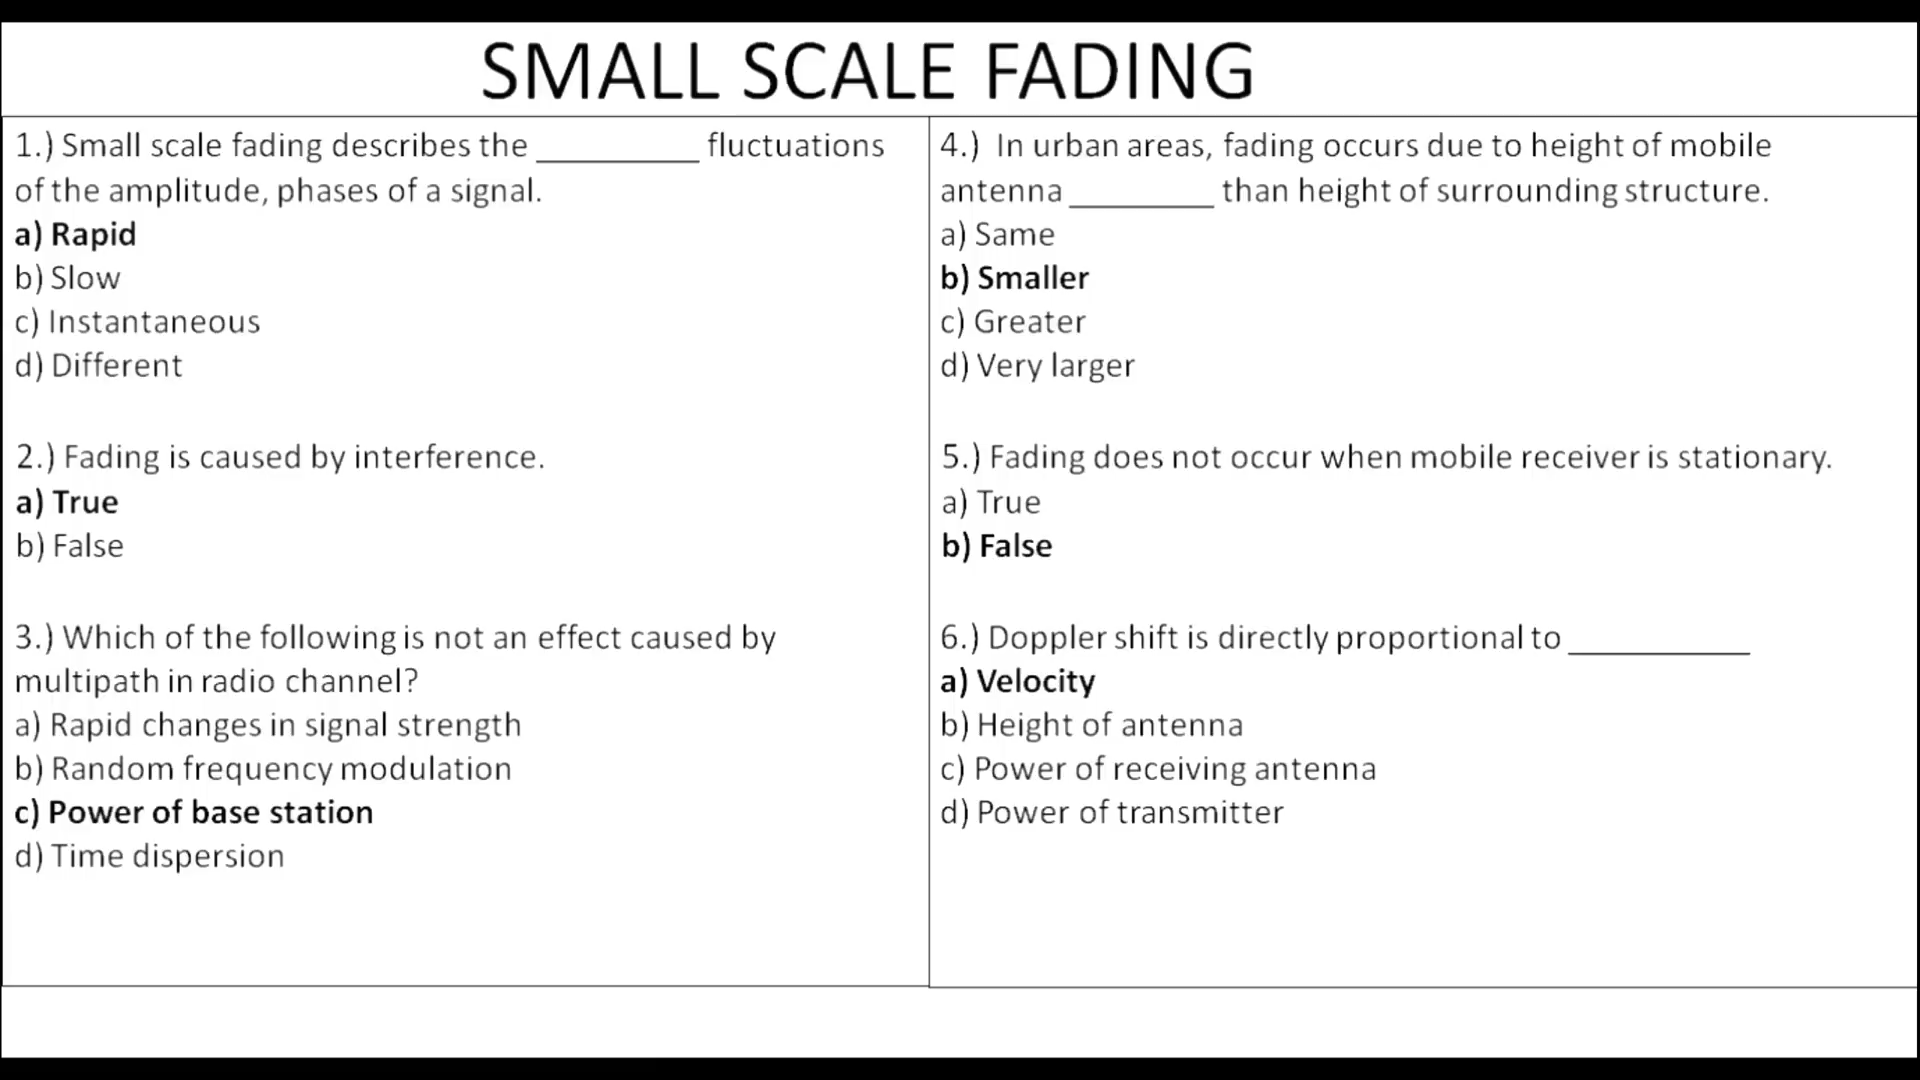 SMALL SCALE FADING
1.) Small scale fading describes the _________ fluctuations
of the amplitude, phases of a signal.
a) Rapid
b) Slow
c) Instantaneous
d) Different
2.) Fading is caused by interference.
a) True
b) False
3.) Which of the following is not an effect caused by
multipath in radio channel?
a) Rapid changes in signal strength
b) Random frequency modulation
c) Power of base station
d) Time dispersion
4.) In urban areas, fading occurs due to height of mobile
antenna ________ than height of surrounding structure.
a) Same
b) Smaller
c) Greater
d) Very larger
5.) Fading does not occur when mobile receiver is stationary.
a) True
b) False
6.) Doppler shift is directly proportional to __________
a) Velocity
b) Height of antenna
c) Power of receiving antenna
d) Power of transmitter